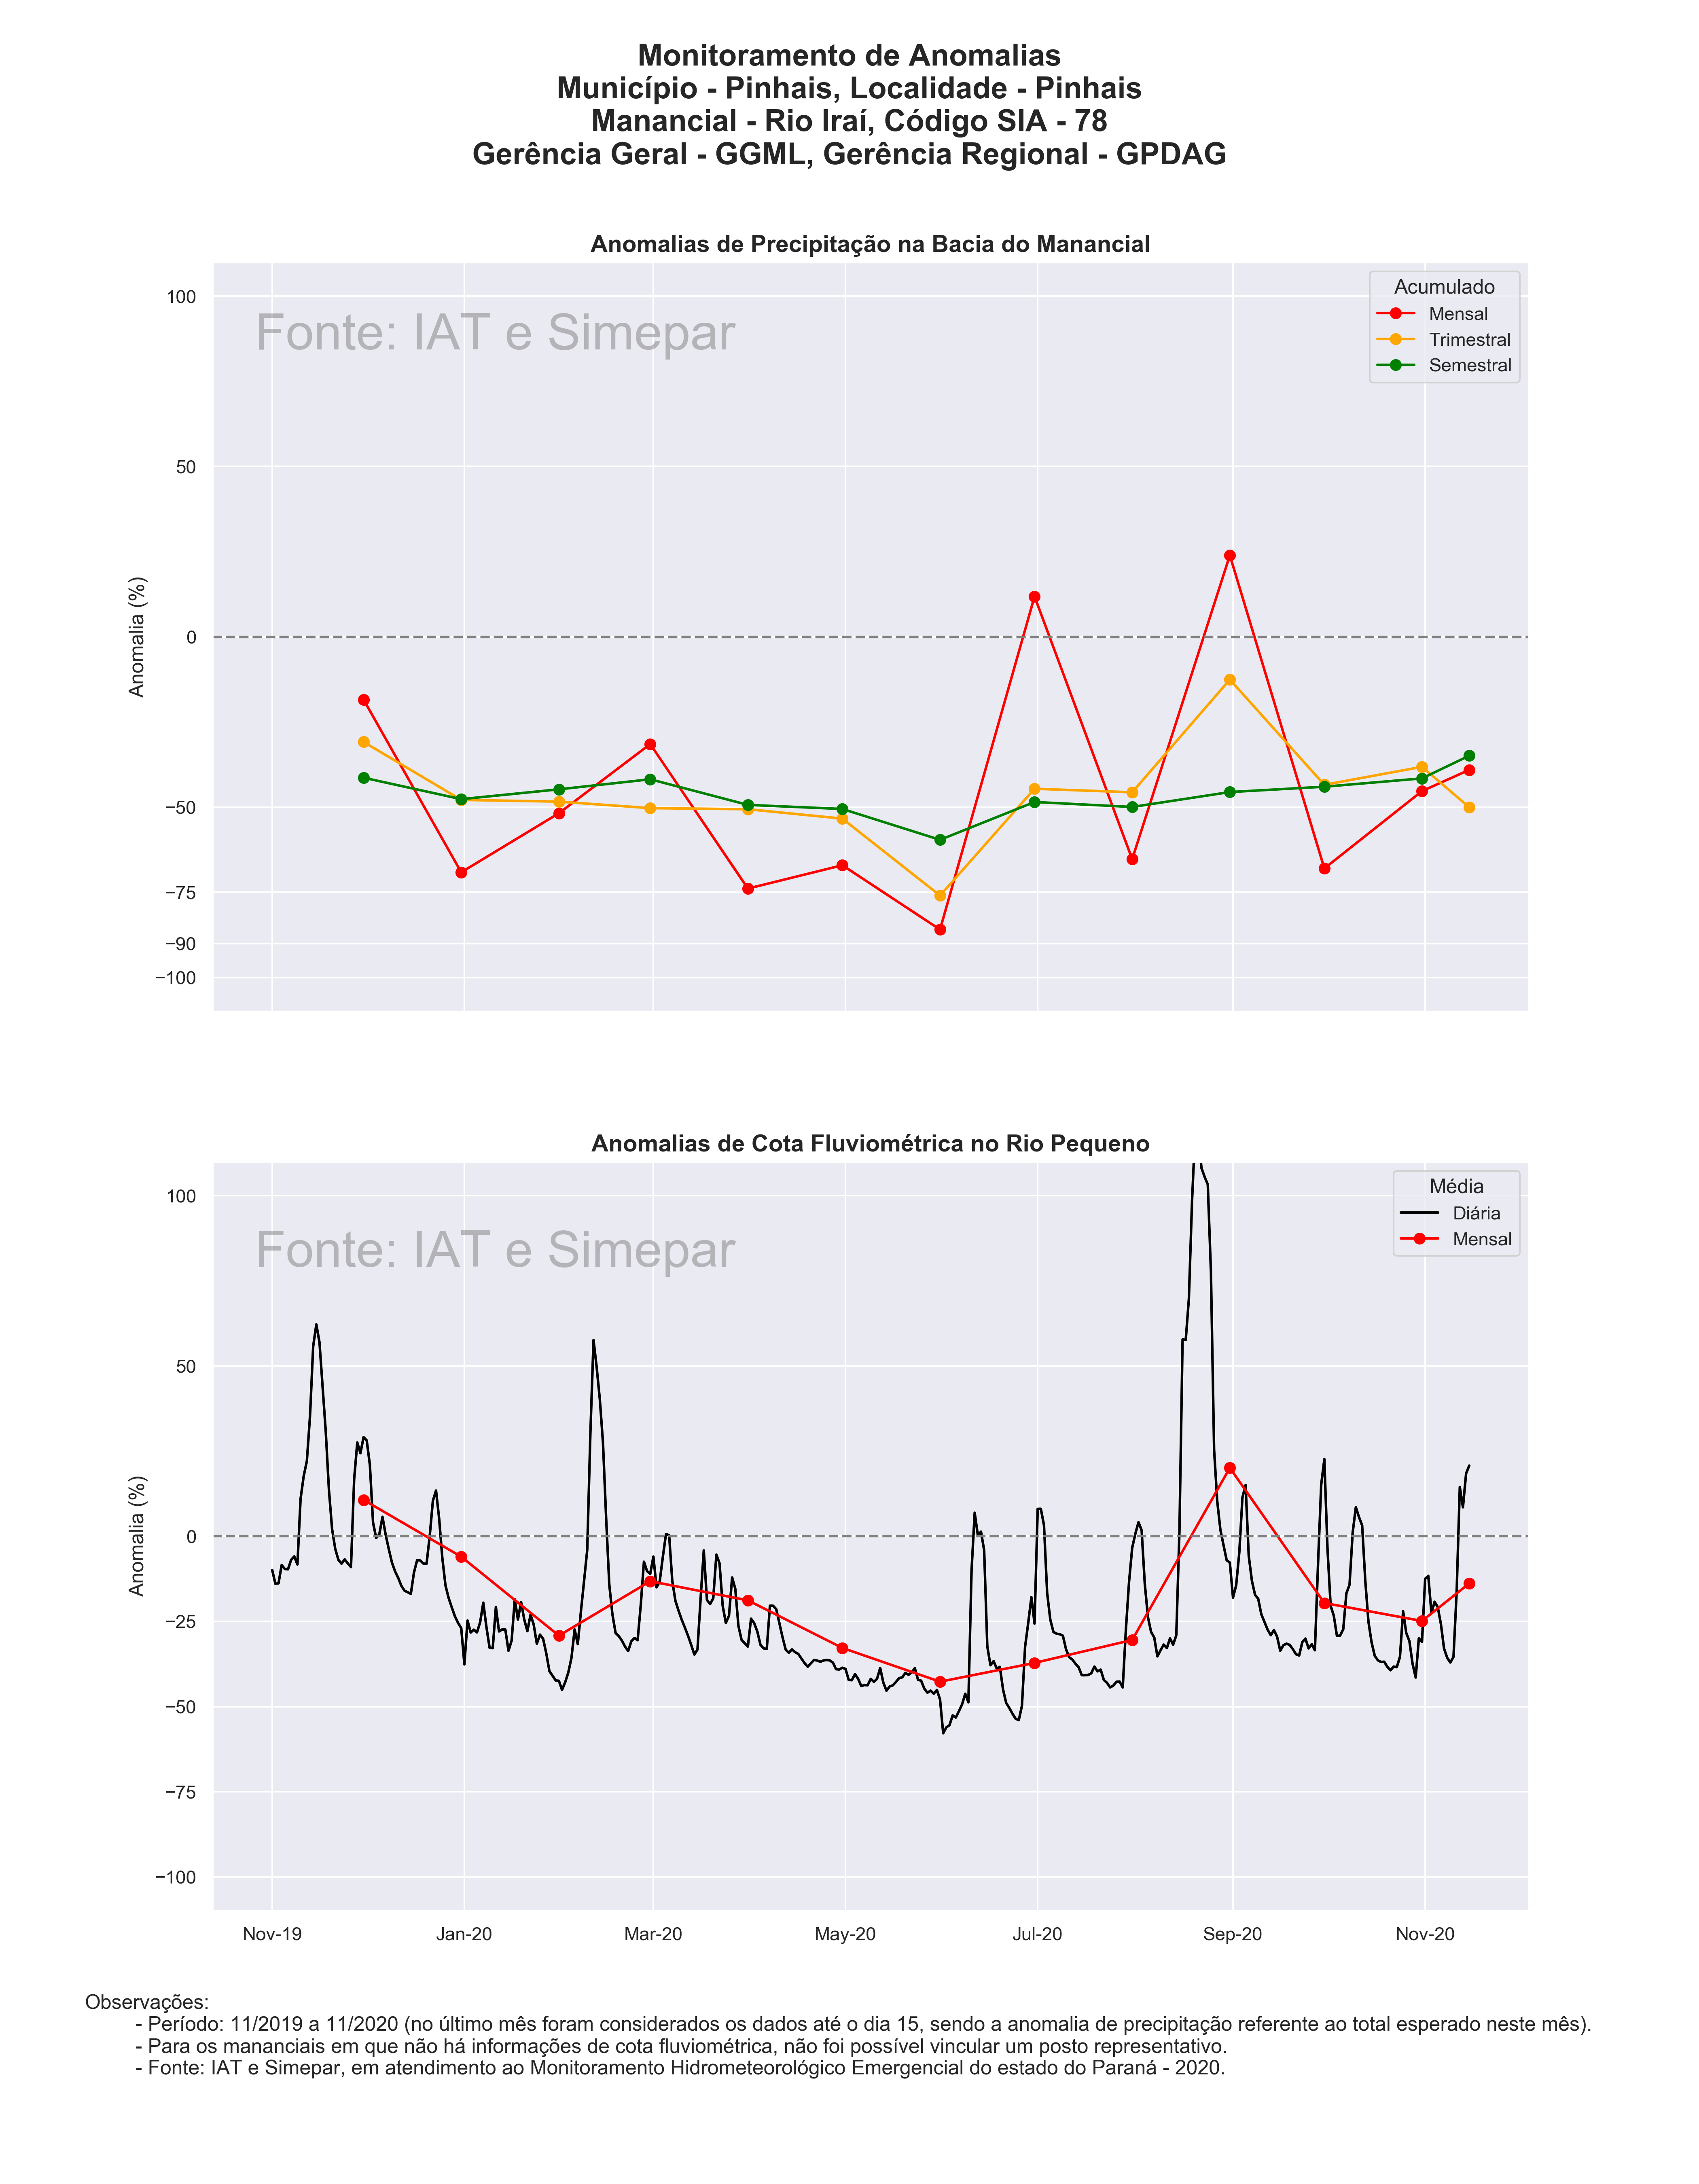 Monitoramento de Anomalias
Município - Pinhais, Localidade - Pinhais
Manancial - Rio Iraí, Código SIA - 78
Gerência Geral - GGML, Gerência Regional - GPDAG
Anomalias de Precipitação na Bacia do Manancial
Fonte: IAT e Simepar
Acumulado
Mensal
Trimestral
Semestral
Anomalia (%)
100
50
0
−50
−75
−90
−100
Anomalias de Cota Fluviométrica no Rio Pequeno
Fonte: IAT e Simepar
Média
Diária
Mensal
Anomalia (%)
100
50
0
−25
−50
−75
−100
Nov-19 Jan-20 Mar-20 May-20 Jul-20 Sep-20 Nov-20
Observações:
- Período: 11/2019 a 11/2020 (no último mês foram considerados os dados até o dia 15, sendo a anomalia de precipitação referente ao total esperado neste mês).
- Para os mananciais em que não há informações de cota fluviométrica, não foi possível vincular um posto representativo.
- Fonte: IAT e Simepar, em atendimento ao Monitoramento Hidrometeorológico Emergencial do estado do Paraná - 2020.